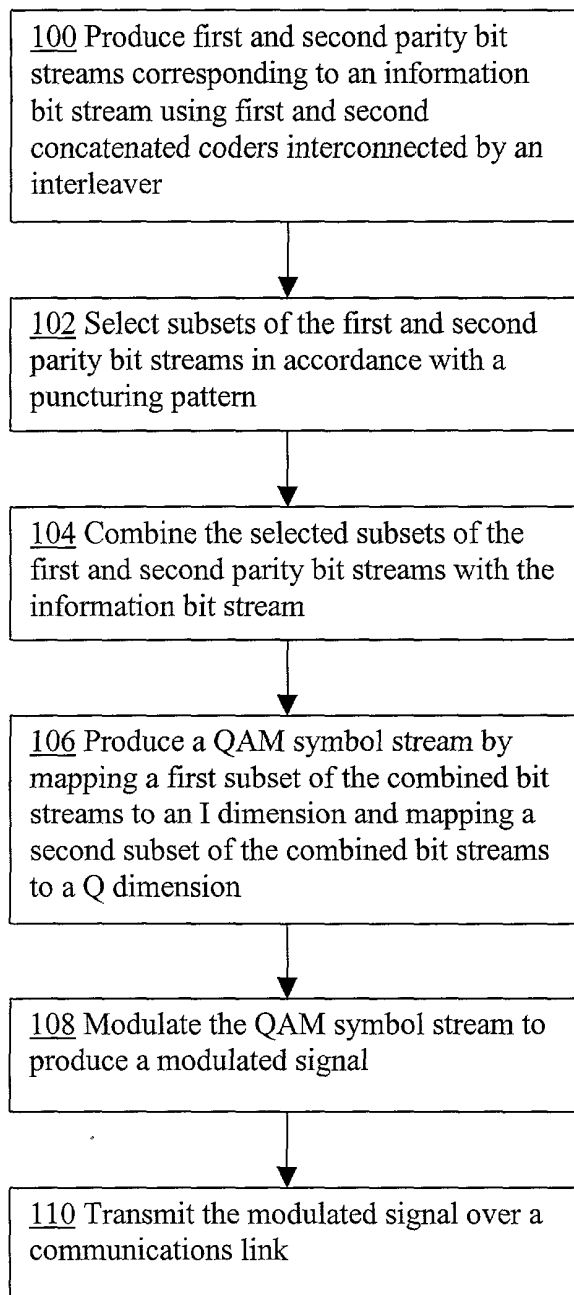 100 Produce first and second parity bit
streams corresponding to an information
bit stream using first and second
concatenated coders interconnected by an
interleaver
102 Select subsets of the first and second
parity bit streams in accordance with a
puncturing pattern
104 Combine the selected subsets of the
first and second parity bit streams with the
information bit stream
106 Produce a QAM symbol stream by
mapping a first subset of the combined bit
streams to an I dimension and mapping a
second subset of the combined bit streams
to a Q dimension
108 Modulate the QAM symbol stream to
produce a modulated signal
110 Transmit the modulated signal over a
communications link